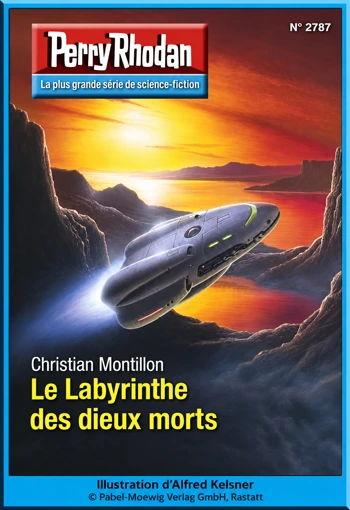 N° 2787
Perry Rhodan
La plus grande série de science-fiction
Christian Montillon
Le Labyrinthe
des dieux morts
Illustration d'Alfred Kelsner
© Pabel-Moewig Verlag GmbH, Rastatt